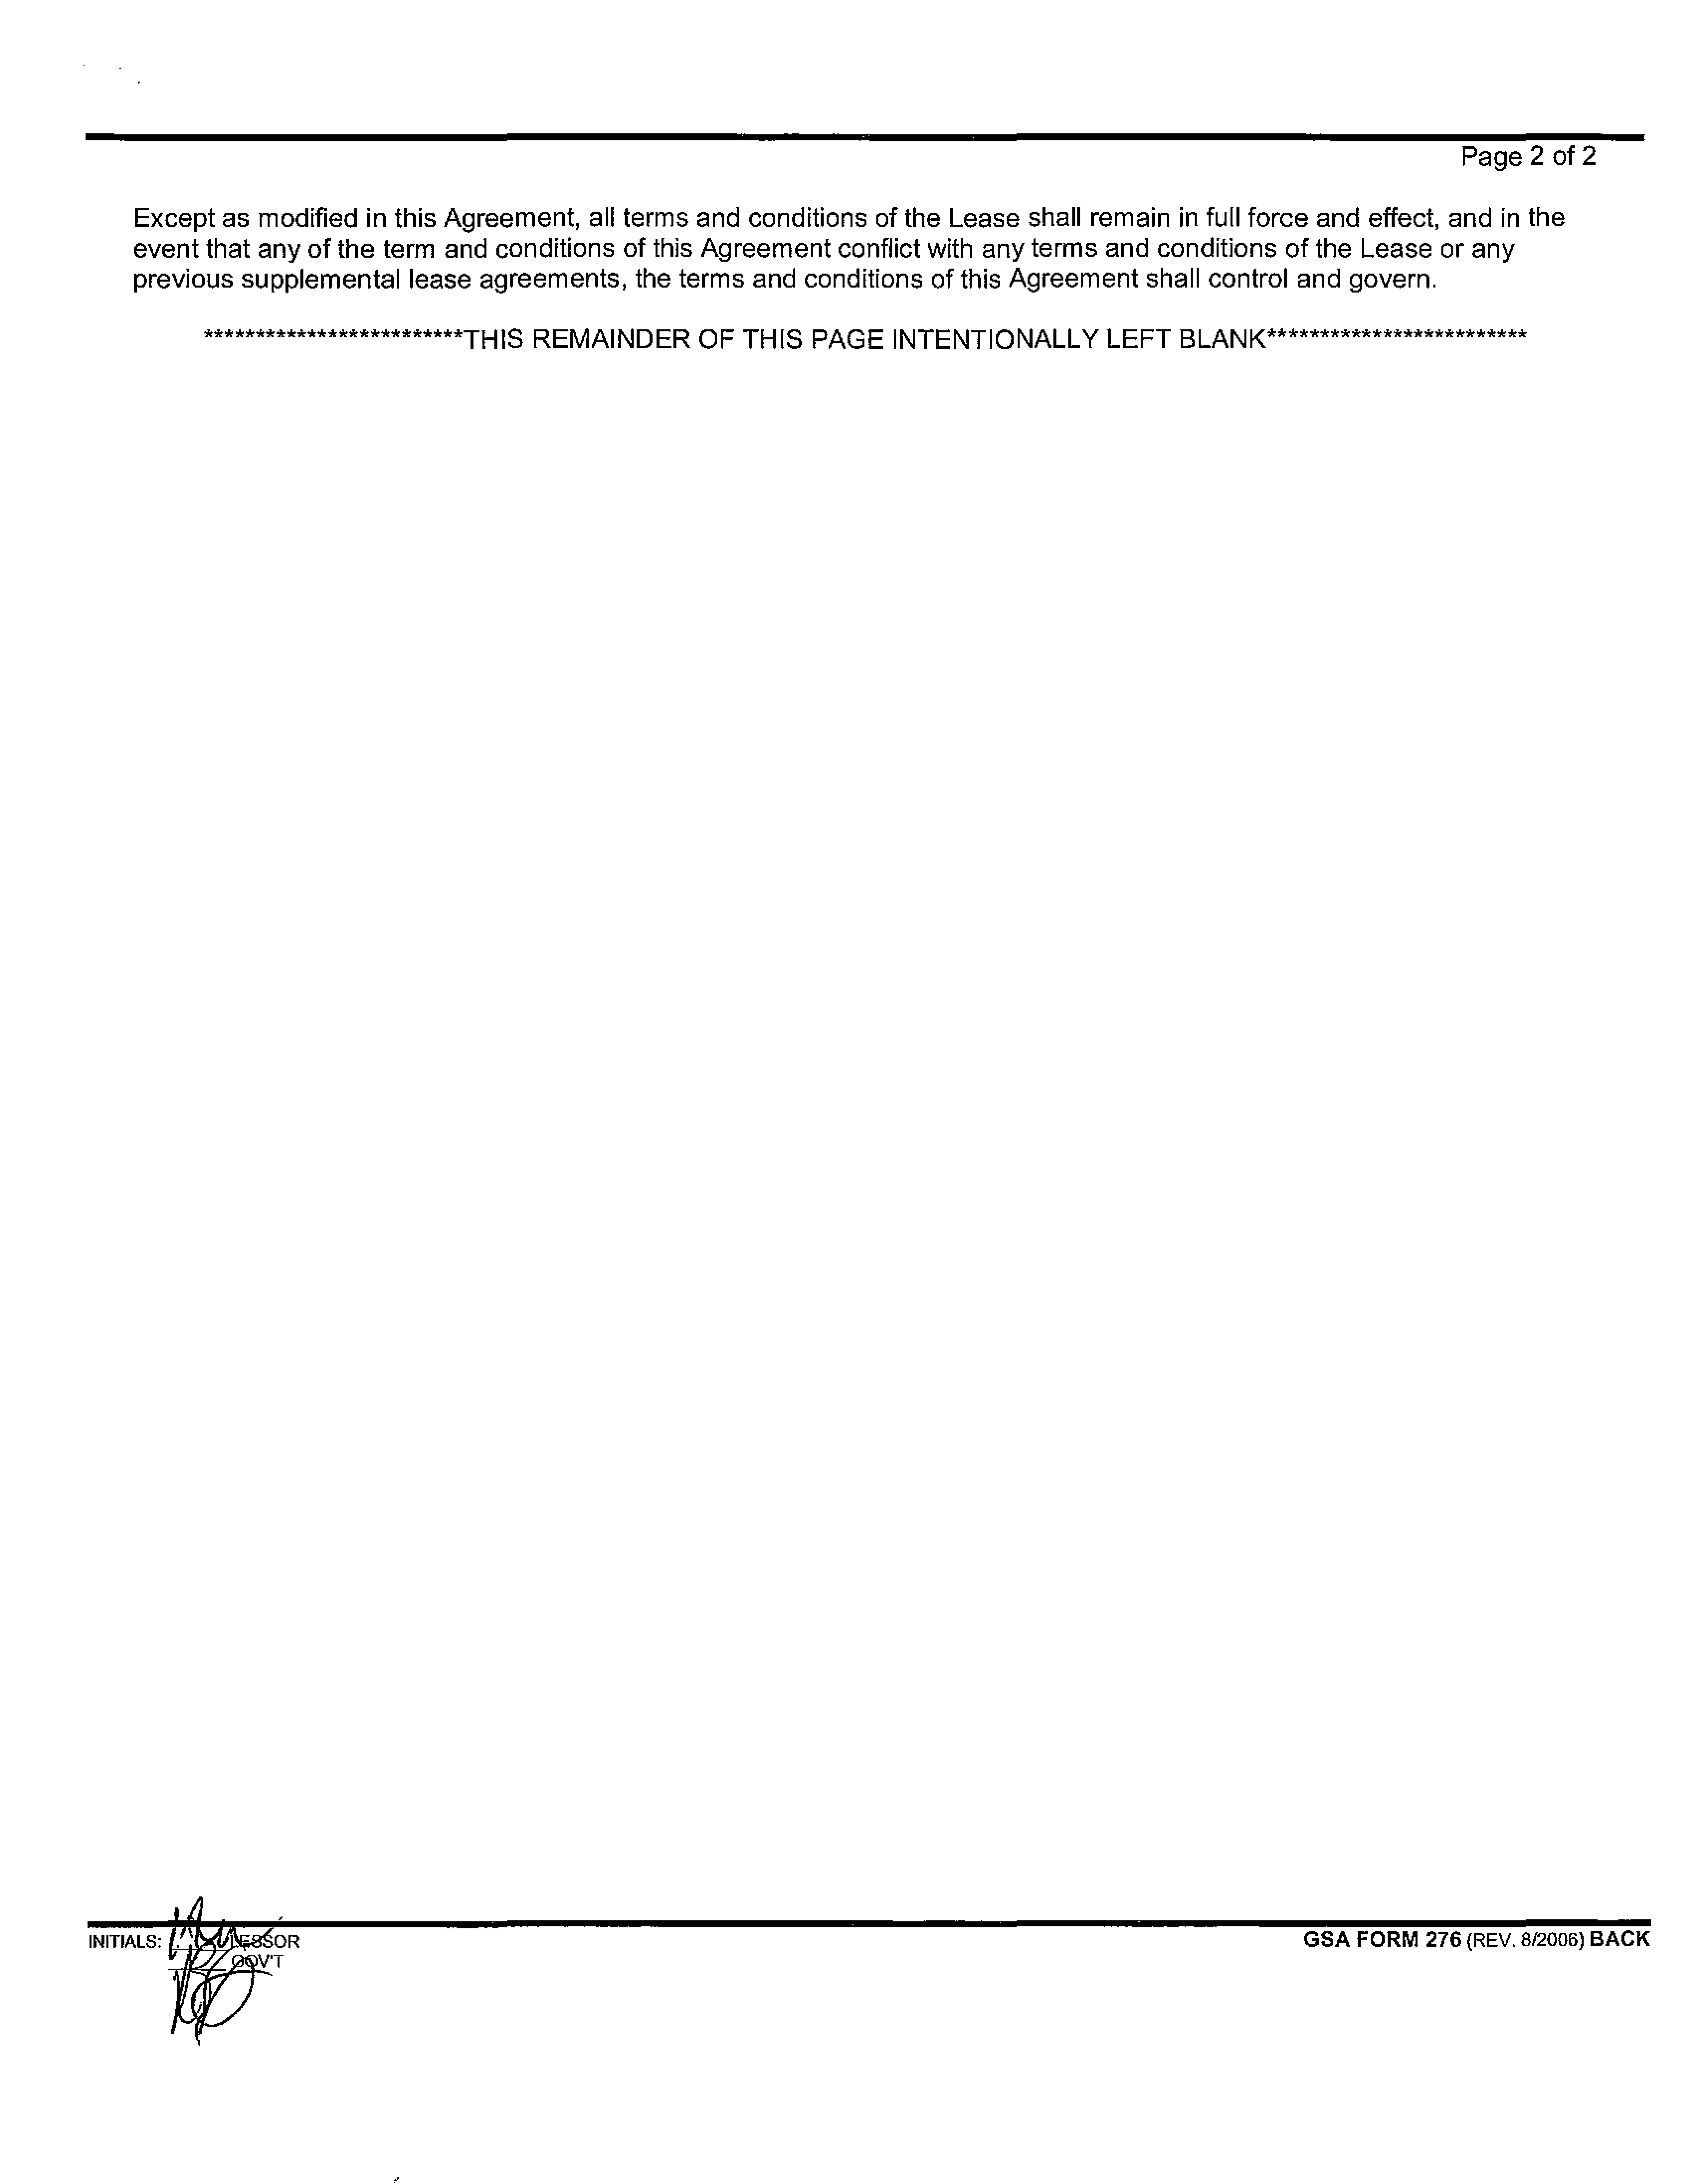 Page 2 of 2
Except as modified in this Agreement, all terms and conditions of the Lease shall remain in full force and effect, and in the
event that any of the term and conditions of this Agreement conflict with any terms and conditions of the Lease or any
previous supplemental lease agreements, the terms and conditions of this Agreement shall control and govern.
*************************THIS REMAINDER OF THIS PAGE INTENTIONALLY LEFT BLANK*************************
INITIALS: LESSOR
GOV'T
GSA FORM 276 (REV. 8/2006) BACK